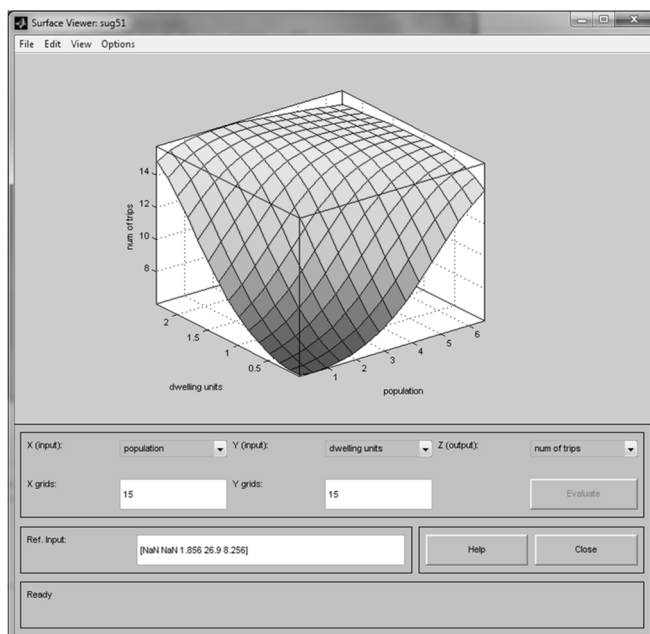 Surface Viewer: sug51
File Edit View Options
14
12
10
8
num of trips
2
1.5
1
0.5
dwelling units
1
2
3
4
5
6
population
X (input):
population
Y (input):
dwelling units
Z (output):
num of trips
X grids:
15
Y grids:
15
Evaluate
Ref. Input:
[NaN NaN 1.856 26.9 8.256]
Help
Close
Ready